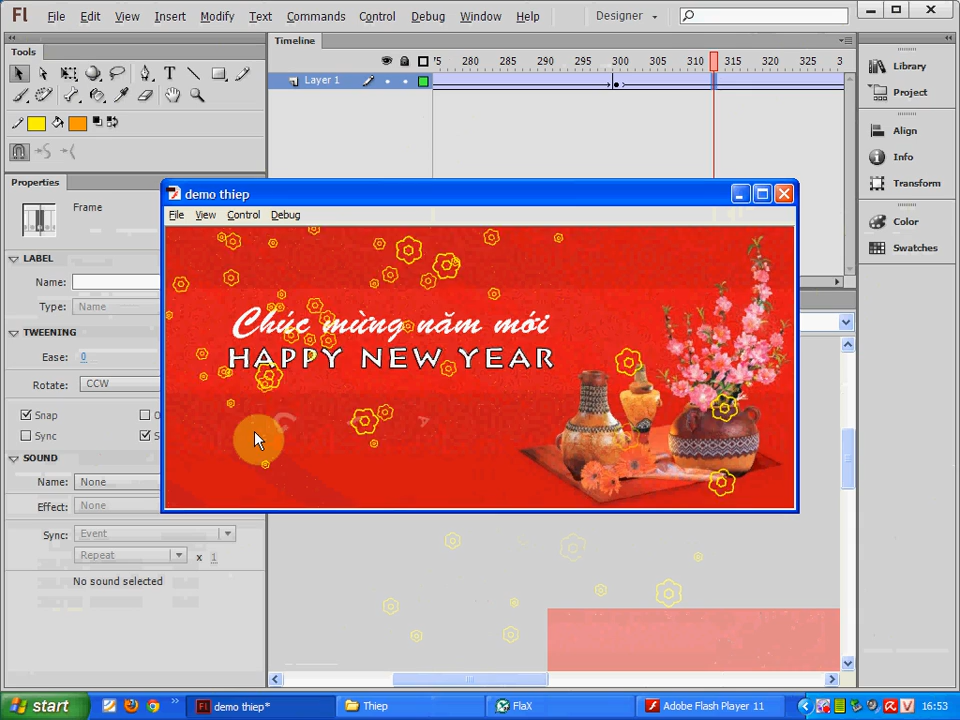 Fl File Edit View Insert Modify Text Commands Control Debug Window Help Designer
Tools
Timeline
280 285 290 295 300 305 310 315 320 325
Layer 1
Library
Project
Align
Info
Transform
Color
Swatches
Properties
Frame
LABEL
Name:
Type: Name
TWEENING
Ease: 0
Rotate: CCW
Snap
Sync
SOUND
Name: None
Effect: None
Sync: Event
Repeat x 1
No sound selected
demo thiep
File View Control Debug
Chúc mừng năm mới
HAPPY NEW YEAR
start
demo thiep*
Thiep
FlaX
Adobe Flash Player 11
16:53